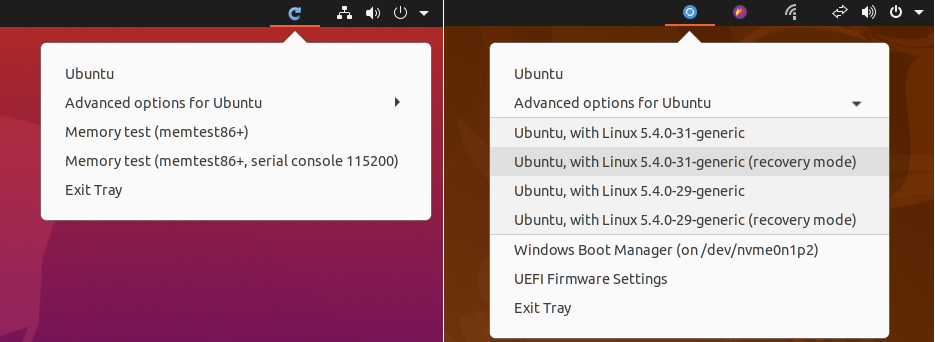 Ubuntu
Advanced options for Ubuntu
Memory test (memtest86+)
Memory test (memtest86+, serial console 115200)
Exit Tray
Ubuntu
Advanced options for Ubuntu
Ubuntu, with Linux 5.4.0-31-generic
Ubuntu, with Linux 5.4.0-31-generic (recovery mode)
Ubuntu, with Linux 5.4.0-29-generic
Ubuntu, with Linux 5.4.0-29-generic (recovery mode)
Windows Boot Manager (on /dev/nvme0n1p2)
UEFI Firmware Settings
Exit Tray